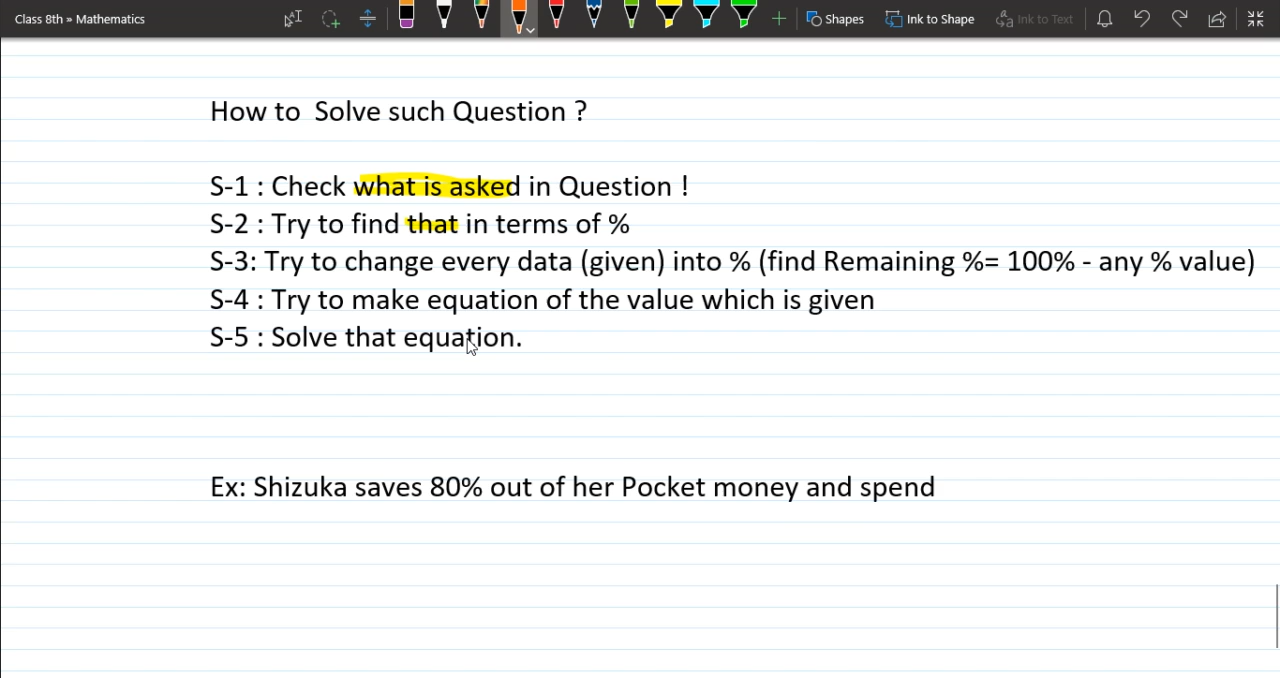 Class 8th » Mathematics
Shapes
Ink to Shape
Ink to Text
How to  Solve such Question ?
S-1 : Check what is asked in Question !
S-2 : Try to find that in terms of %
S-3: Try to change every data (given) into % (find Remaining %= 100% - any % value)
S-4 : Try to make equation of the value which is given
S-5 : Solve that equation.
Ex: Shizuka saves 80% out of her Pocket money and spend